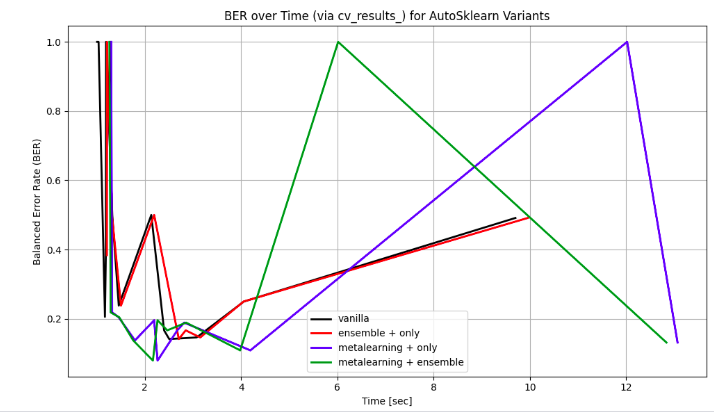 BER over Time (via cv_results_) for AutoSklearn Variants
1.0
0.8
0.6
0.4
0.2
Balanced Error Rate (BER)
vanilla
ensemble + only
metalearning + only
metalearning + ensemble
2 4 6 8 10 12
Time [sec]